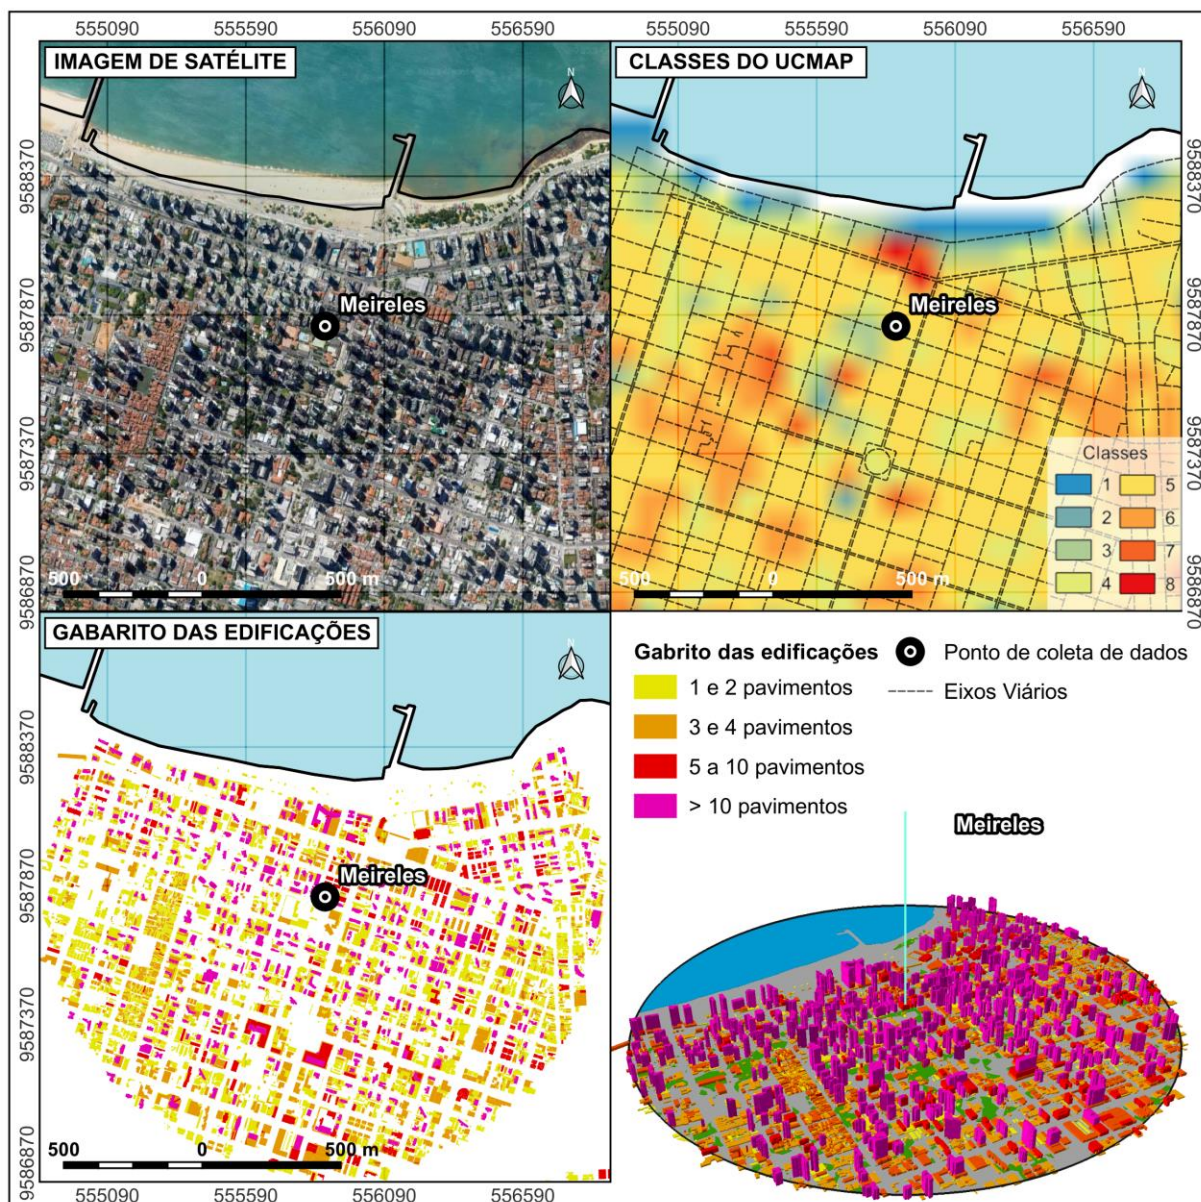 555090 555590 556090 556590 555090 555590 556090 556590
IMAGEM DE SATÉLITE
N
9588370
9587870
9587370
9586870
Meireles
500 0 500 m
CLASSES DO UCMAP
N
9588370
9587870
9587370
9586870
Meireles
Classes
1 5
2 6
3 7
4 8
500 0 500 m
GABARITO DAS EDIFICAÇÕES
N
9588370
9587870
9587370
9586870
Meireles
500 0 500 m
555090 555590 556090 556590
Gabrito das edificações
1 e 2 pavimentos
3 e 4 pavimentos
5 a 10 pavimentos
> 10 pavimentos
Ponto de coleta de dados
Eixos Viários
Meireles